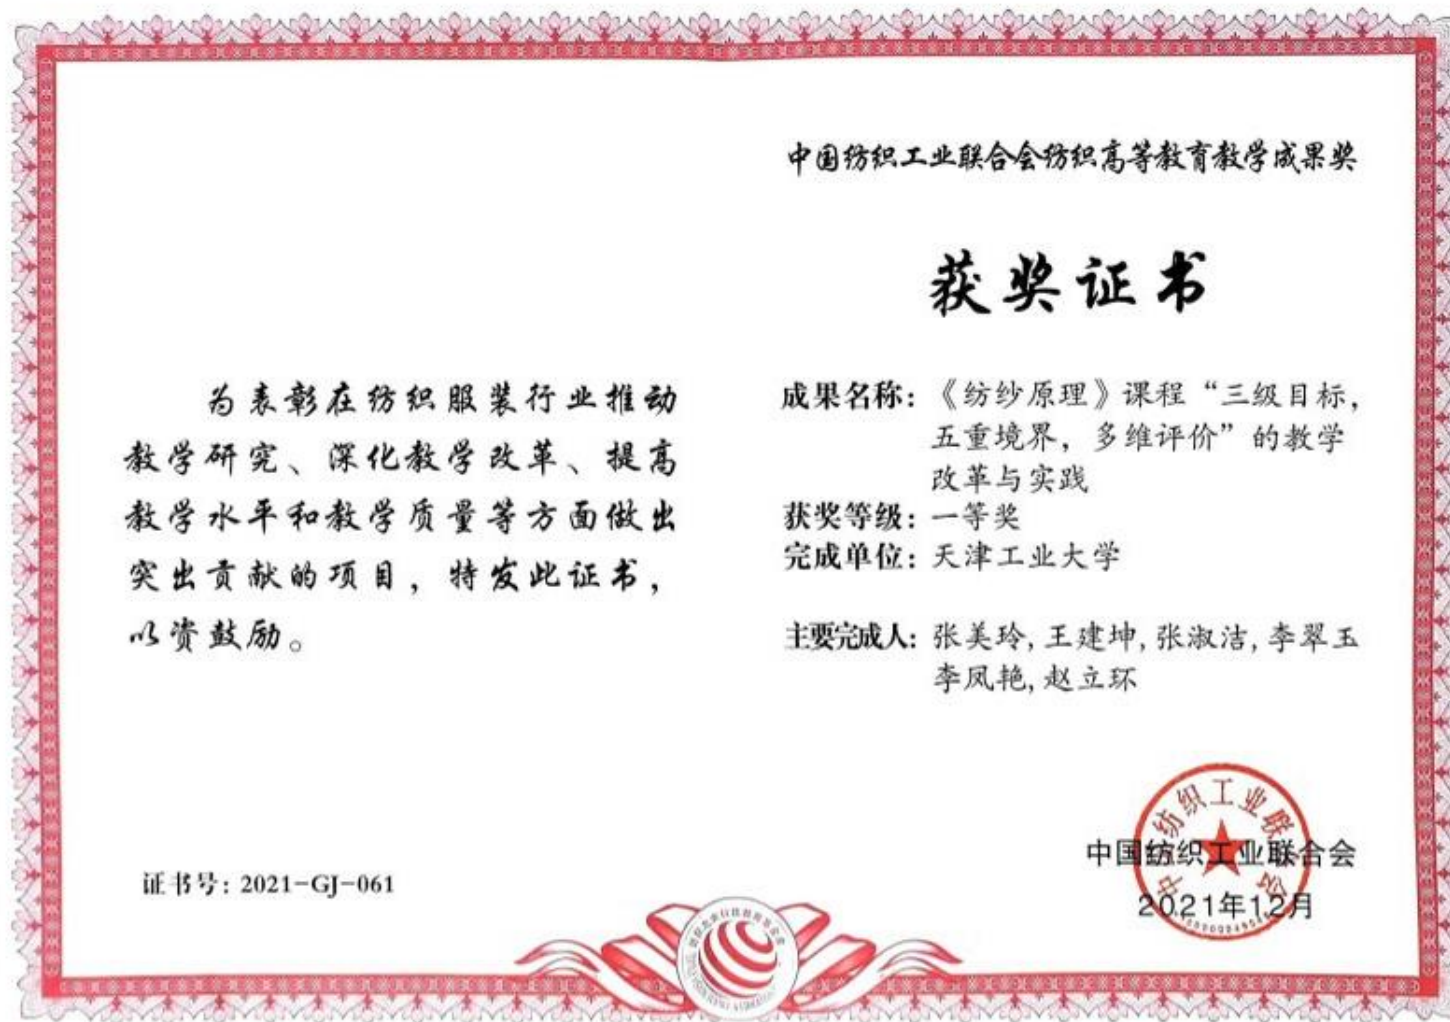 为表彰在纺织服装行业推动
教学研究、深化教学改革、提高
教学水平和教学质量等方面做出
突出贡献的项目，特发此证书，
以资鼓励。
证书号：2021-GJ-061
中国纺织工业联合会纺织高等教育教学成果奖
获奖证书
成果名称：《纺纱原理》课程“三级目标，
五重境界，多维评价”的教学
改革与实践
获奖等级：一等奖
完成单位：天津工业大学
主要完成人：张美玲,王建坤,张淑洁,李翠玉
李凤艳,赵立环
中国纺织工业联合会
中国纺织工业联合会
2021年12月